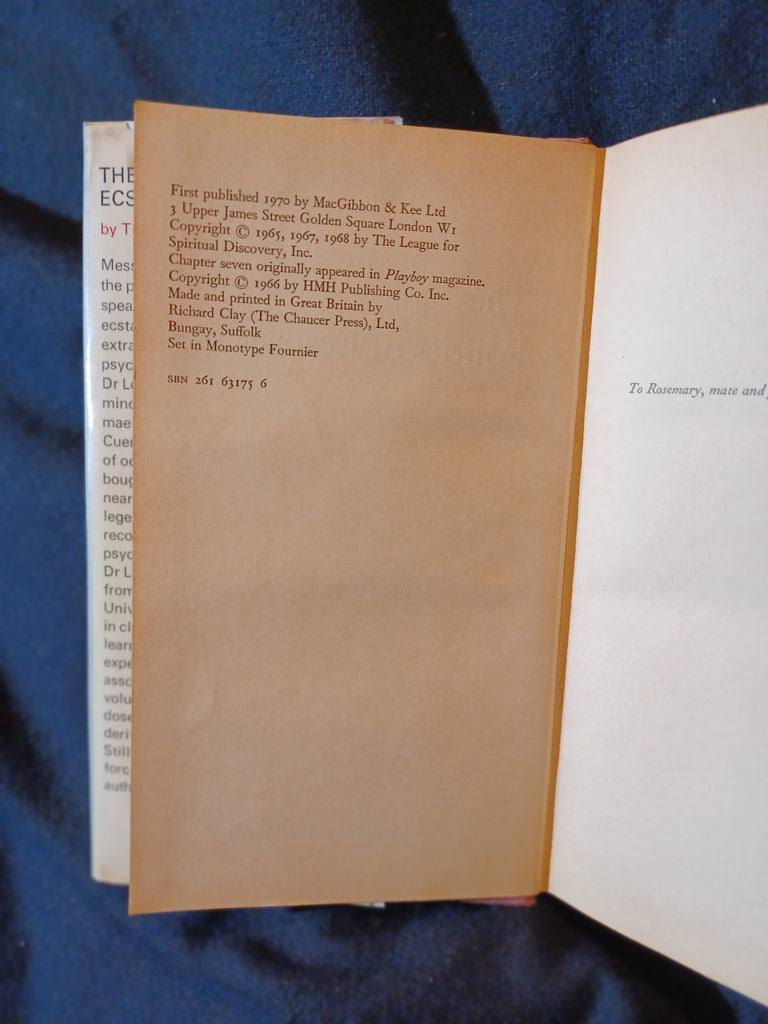 THE
ECS
by T
Mess
the p
spea
ecsta
extra
psyc
Dr Le
mind
mae
Cuer
of oc
boug
near
lege
reco
psyc
Dr L
from
Univ
in cl
learn
expe
asso
volu
dose
deri
Still
forc
auth
First published 1970 by MacGibbon & Kee Ltd
3 Upper James Street Golden Square London W1
Copyright © 1965, 1967, 1968 by The League for
Spiritual Discovery, Inc.
Chapter seven originally appeared in Playboy magazine.
Copyright © 1966 by HMH Publishing Co. Inc.
Made and printed in Great Britain by
Richard Clay (The Chaucer Press), Ltd,
Bungay, Suffolk
Set in Monotype Fournier
SBN 261 63175 6
To Rosemary, mate and